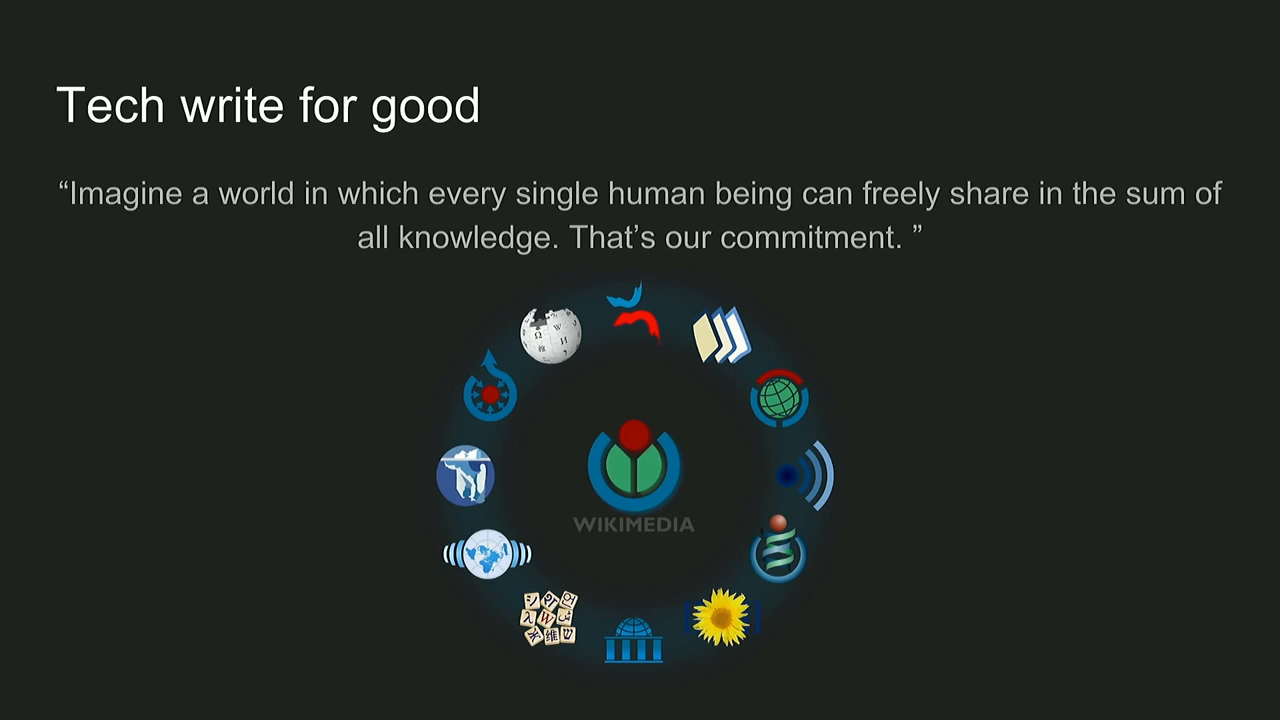 Tech write for good
“Imagine a world in which every single human being can freely share in the sum of
all knowledge. That’s our commitment. ”
WIKIMEDIA